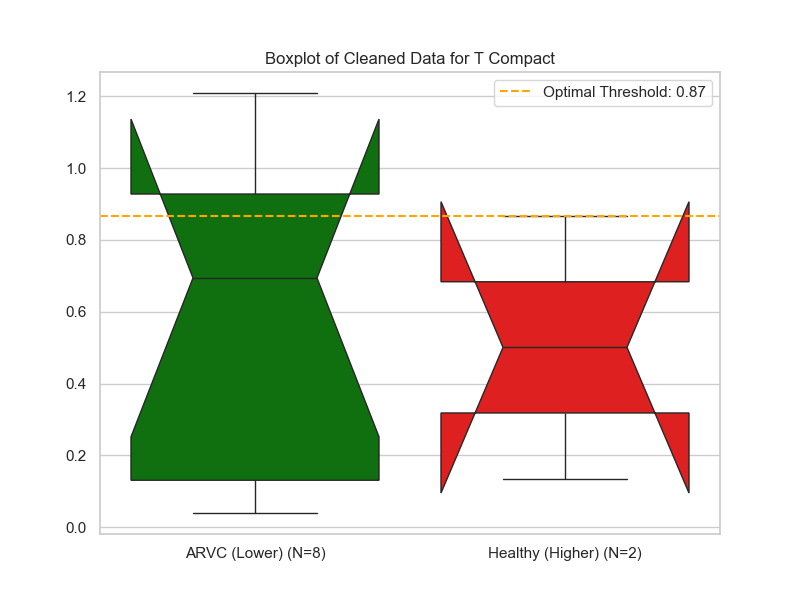 Boxplot of Cleaned Data for T Compact
Optimal Threshold: 0.87
1.2
1.0
0.8
0.6
0.4
0.2
0.0
ARVC (Lower) (N=8)
Healthy (Higher) (N=2)